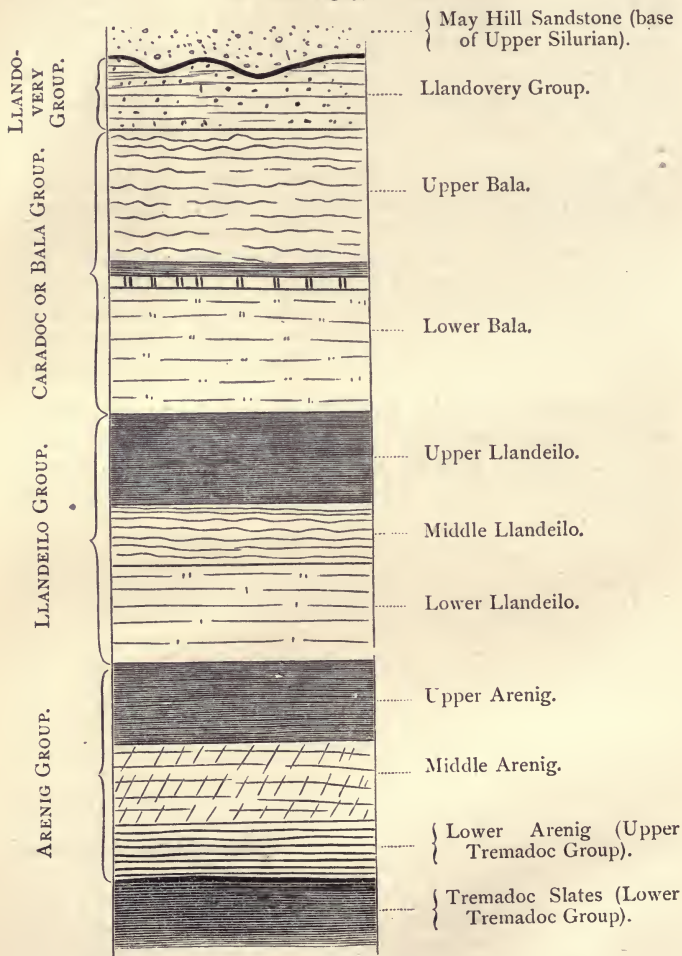 May Hill Sandstone (base
of Upper Silurian).
LLANDO-
VERY
GROUP.
Llandovery Group.
CARADOC OR BALA GROUP.
Upper Bala.
Lower Bala.
LLANDEILO GROUP.
Upper Llandeilo.
Middle Llandeilo.
Lower Llandeilo.
ARENIG GROUP.
Upper Arenig.
Middle Arenig.
Lower Arenig (Upper
Tremadoc Group).
Tremadoc Slates (Lower
Tremadoc Group).